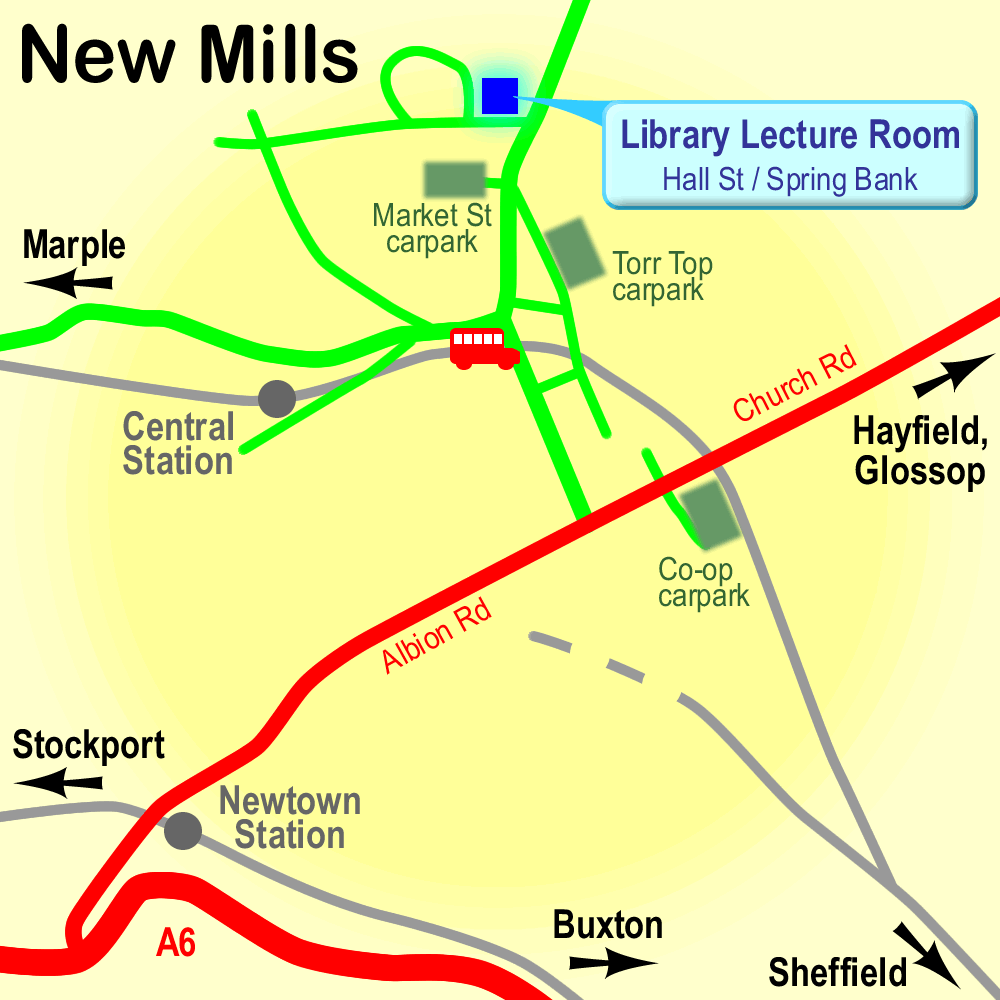 New Mills
Library Lecture Room
Hall St / Spring Bank
Market St
carpark
Marple
Torr Top
carpark
Church Rd
Central
Station
Hayfield,
Glossop
Co-op
carpark
Albion Rd
Stockport
Newtown
Station
A6
Buxton
Sheffield